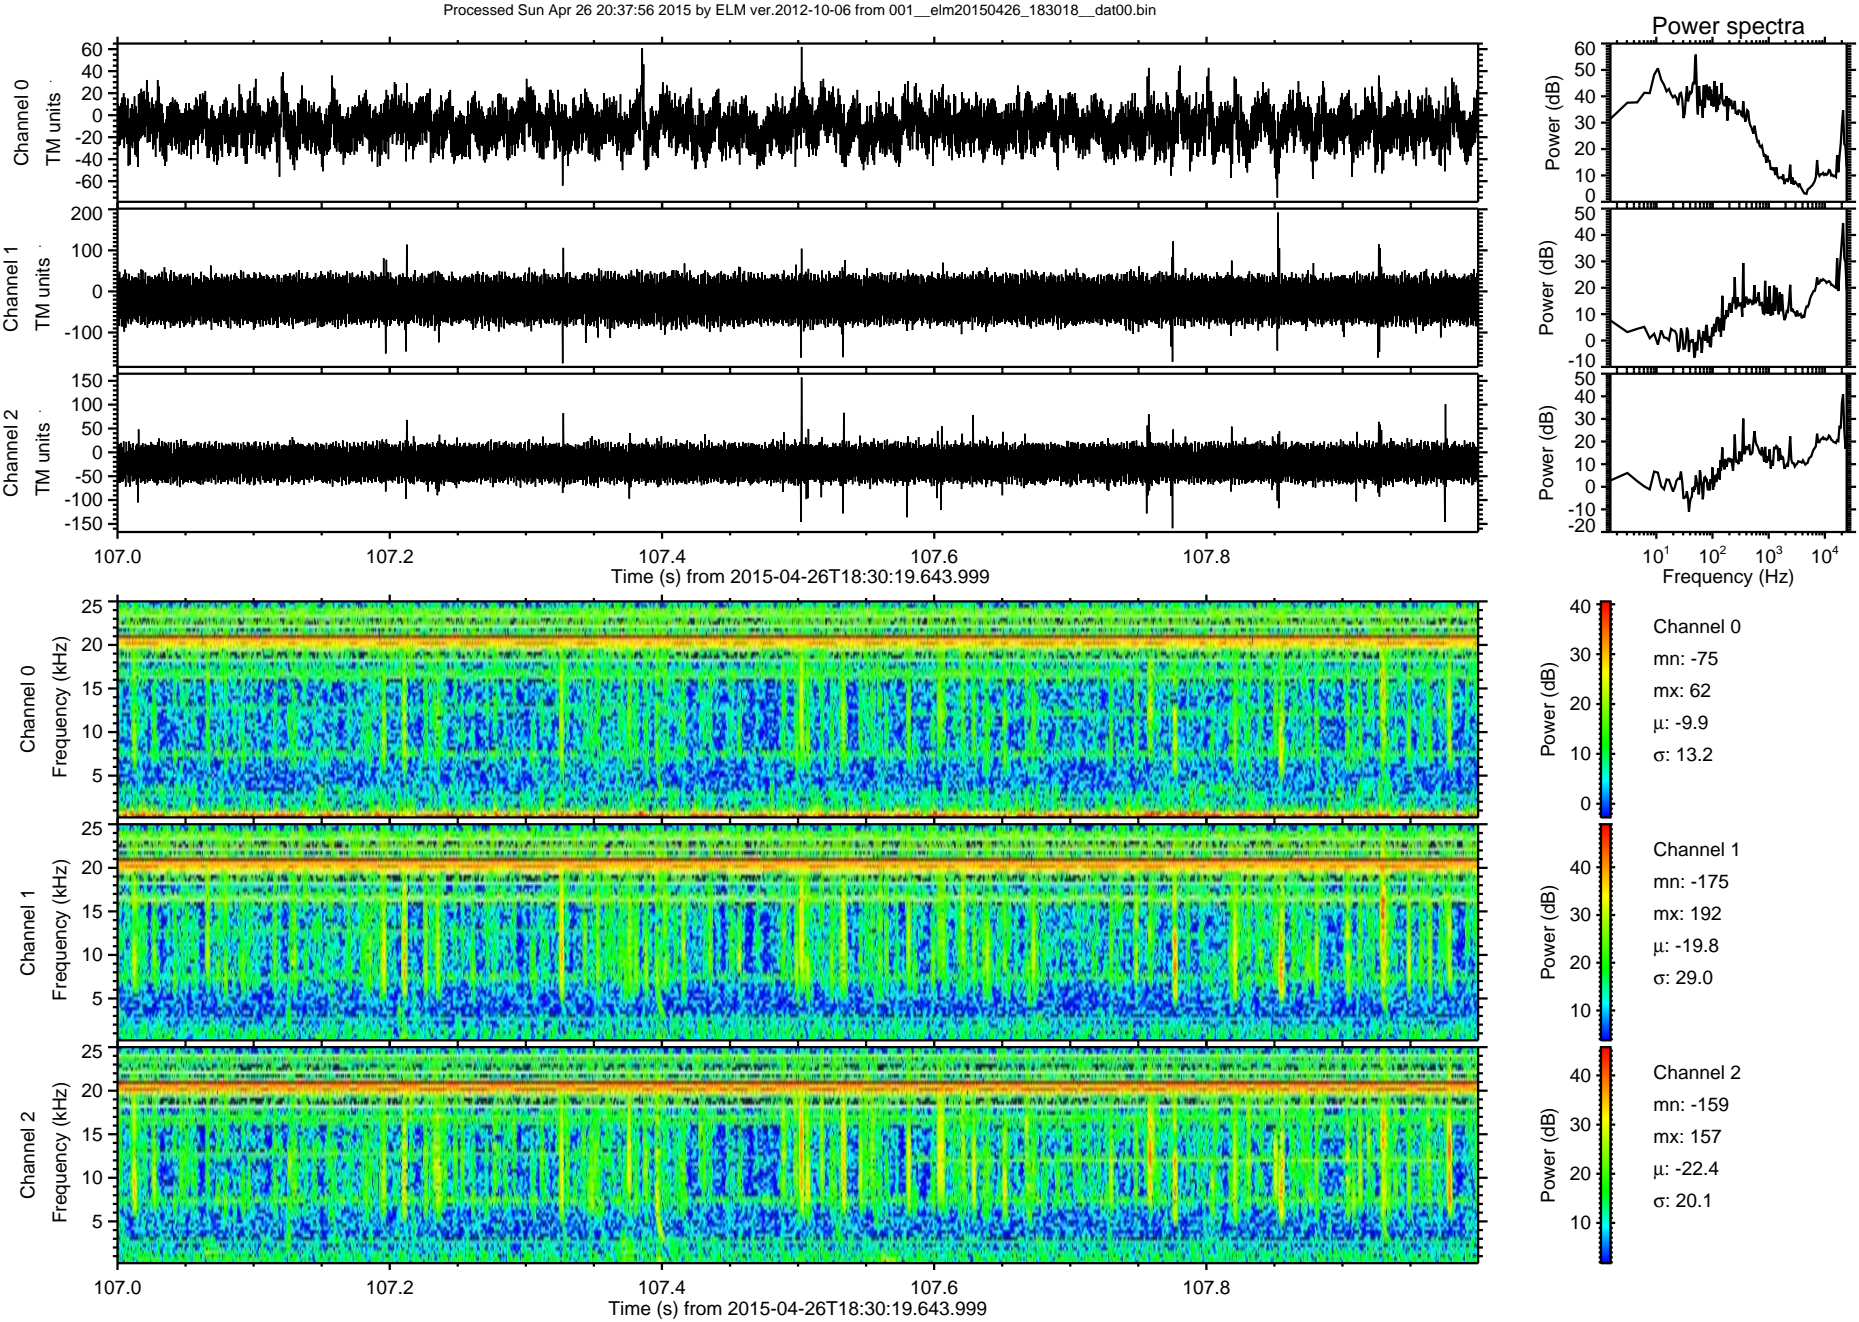 Processed Sun Apr 26 20:37:56 2015 by ELM ver.2012-10-06 from 001__elm20150426_183018__dat00.bin
Power spectra
Channel 0
TM units
60
40
20
0
-20
-40
-60
Power (dB)
60
50
40
30
20
10
0
Channel 1
TM units
200
100
0
-100
Power (dB)
50
40
30
20
10
0
-10
Channel 2
TM units
150
100
50
0
-50
-100
-150
Power (dB)
50
40
30
20
10
0
-10
-20
107.0 107.2 107.4 107.6 107.8
Time (s) from 2015-04-26T18:30:19.643.999
10¹ 10² 10³ 10⁴
Frequency (Hz)
Channel 0
Frequency (kHz)
25
20
15
10
5
Power (dB)
40
30
20
10
0
Channel 0
mn: -75
mx: 62
μ: -9.9
σ: 13.2
Channel 1
Frequency (kHz)
25
20
15
10
5
Power (dB)
40
30
20
10
Channel 1
mn: -175
mx: 192
μ: -19.8
σ: 29.0
Channel 2
Frequency (kHz)
25
20
15
10
5
Power (dB)
40
30
20
10
Channel 2
mn: -159
mx: 157
μ: -22.4
σ: 20.1
107.0 107.2 107.4 107.6 107.8
Time (s) from 2015-04-26T18:30:19.643.999